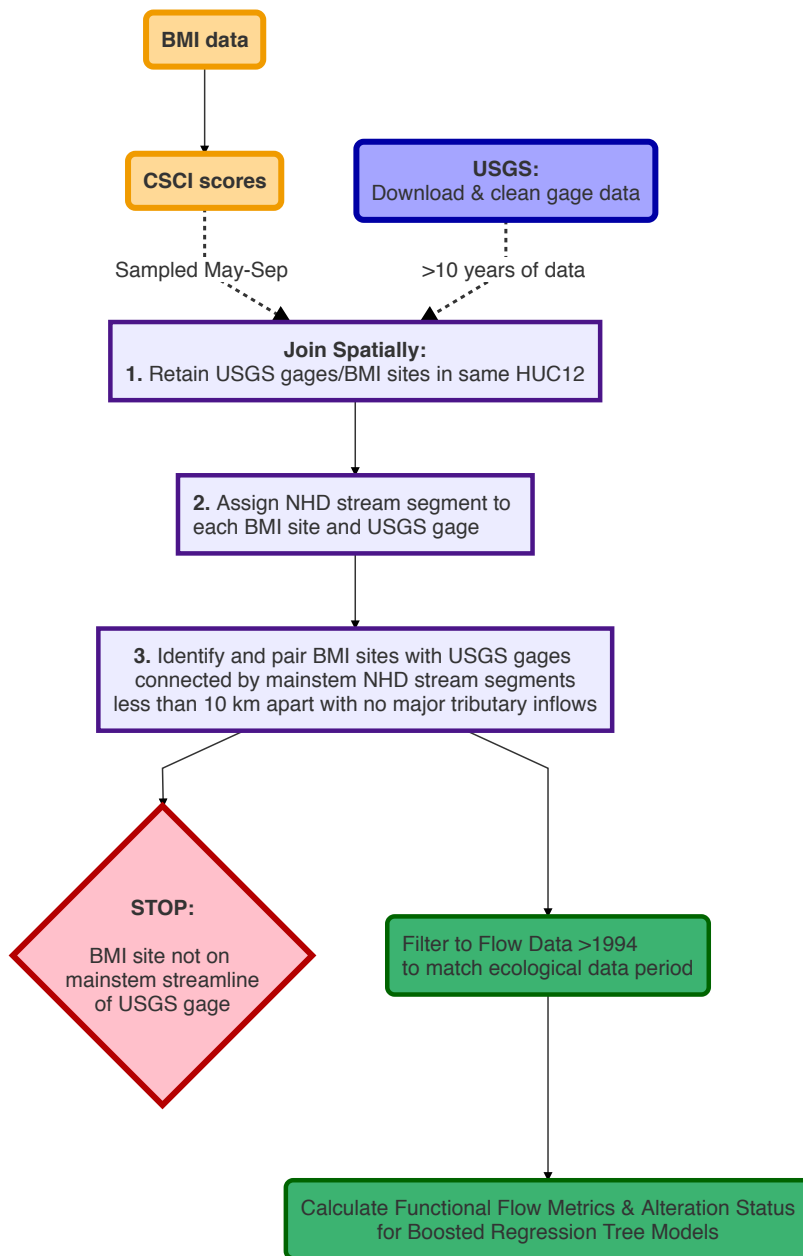 BMI data
CSCI scores
USGS:
Download & clean gage data
Sampled May-Sep
>10 years of data
Join Spatially:
1. Retain USGS gages/BMI sites in same HUC12
2. Assign NHD stream segment to
each BMI site and USGS gage
3. Identify and pair BMI sites with USGS gages
connected by mainstem NHD stream segments
less than 10 km apart with no major tributary inflows
STOP:
BMI site not on
mainstem streamline
of USGS gage
Filter to Flow Data >1994
to match ecological data period
Calculate Functional Flow Metrics & Alteration Status
for Boosted Regression Tree Models